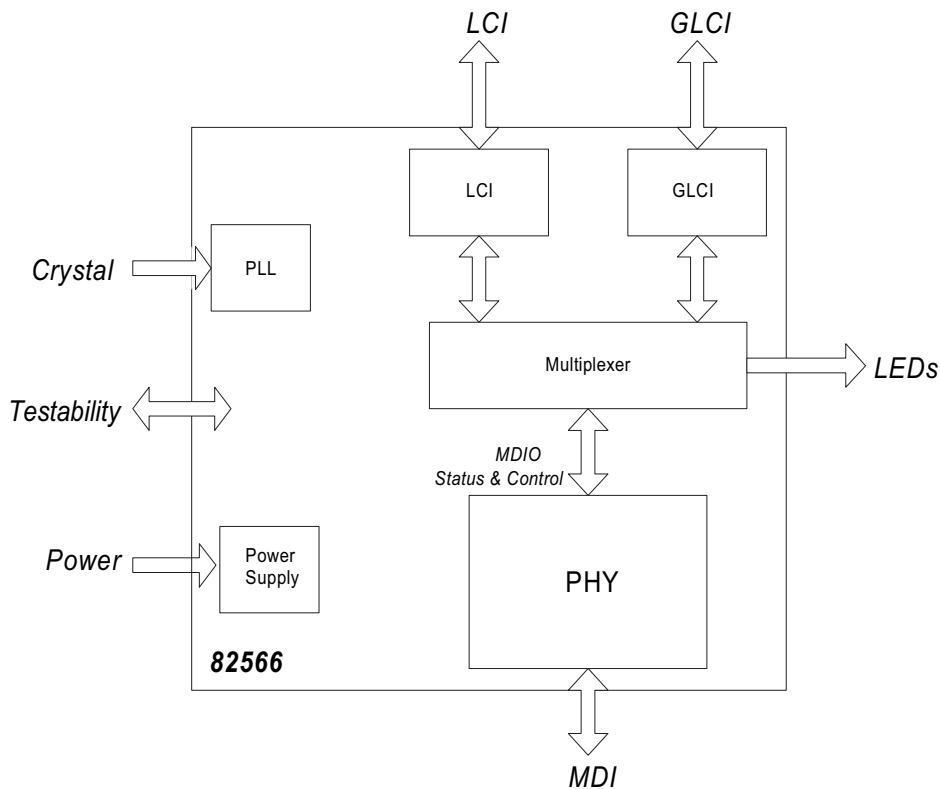 LCI
GLCI
LCI
GLCI
Crystal
PLL
Multiplexer
LEDs
Testability
MDIO
Status & Control
Power
Power
Supply
PHY
82566
MDI